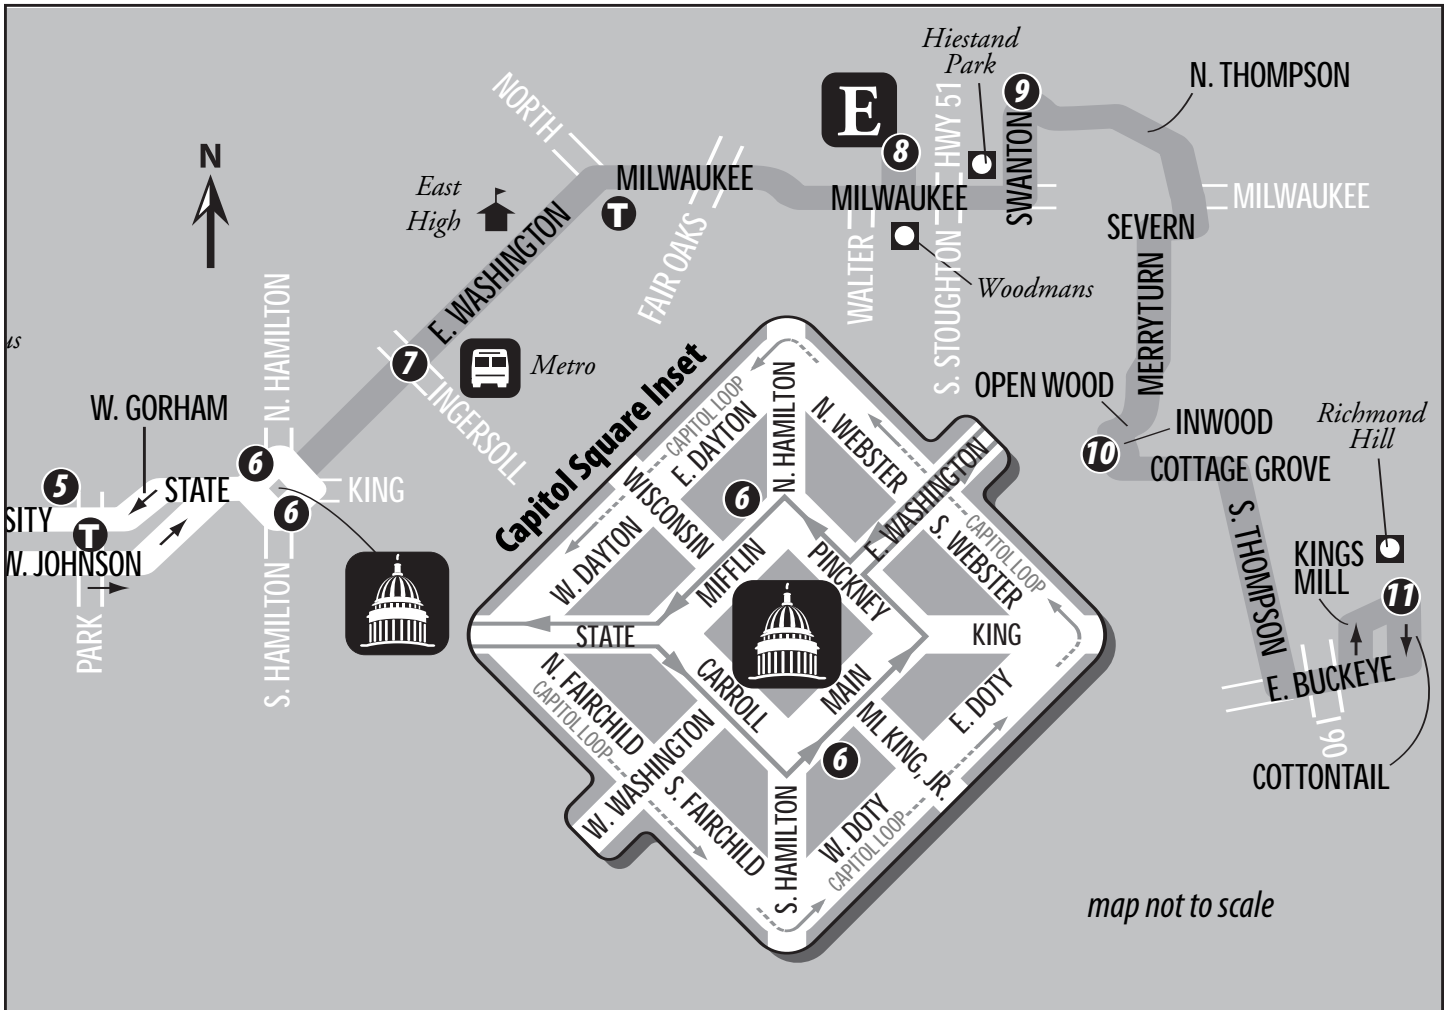 Hiestand
Park
9
N. THOMPSON
NORTH
E
8
HWY 51
SWANTON
N
East
High
MILWAUKEE
T
MILWAUKEE
MILWAUKEE
E. WASHINGTON
FAIR OAKS
WALTER
S. STOUGHTON
Woodmans
SEVERN
MERRYTURN
N. HAMILTON
7
Metro
INGERSOLL
OPEN WOOD
INWOOD
10
COTTAGE GROVE
Richmond
Hill
us
W. GORHAM
5
6
STATE
KING
6
SITY
T
W. JOHNSON
PARK
S. HAMILTON
S. THOMPSON
KINGS
MILL
11
E. BUCKEYE
I 90
COTTONTAIL
Capitol Square Inset
CAPITOL LOOP
E. DAYTON
N. HAMILTON
N. WEBSTER
WISCONSIN
6
E. WASHINGTON
W. DAYTON
MIFFLIN
PINCKNEY
S. WEBSTER
CAPITOL LOOP
STATE
KING
N. FAIRCHILD
CAPITOL LOOP
CARROLL
MAIN
E. DOTY
W. WASHINGTON
6
ML KING, JR.
S. FAIRCHILD
S. HAMILTON
W. DOTY
CAPITOL LOOP
map not to scale